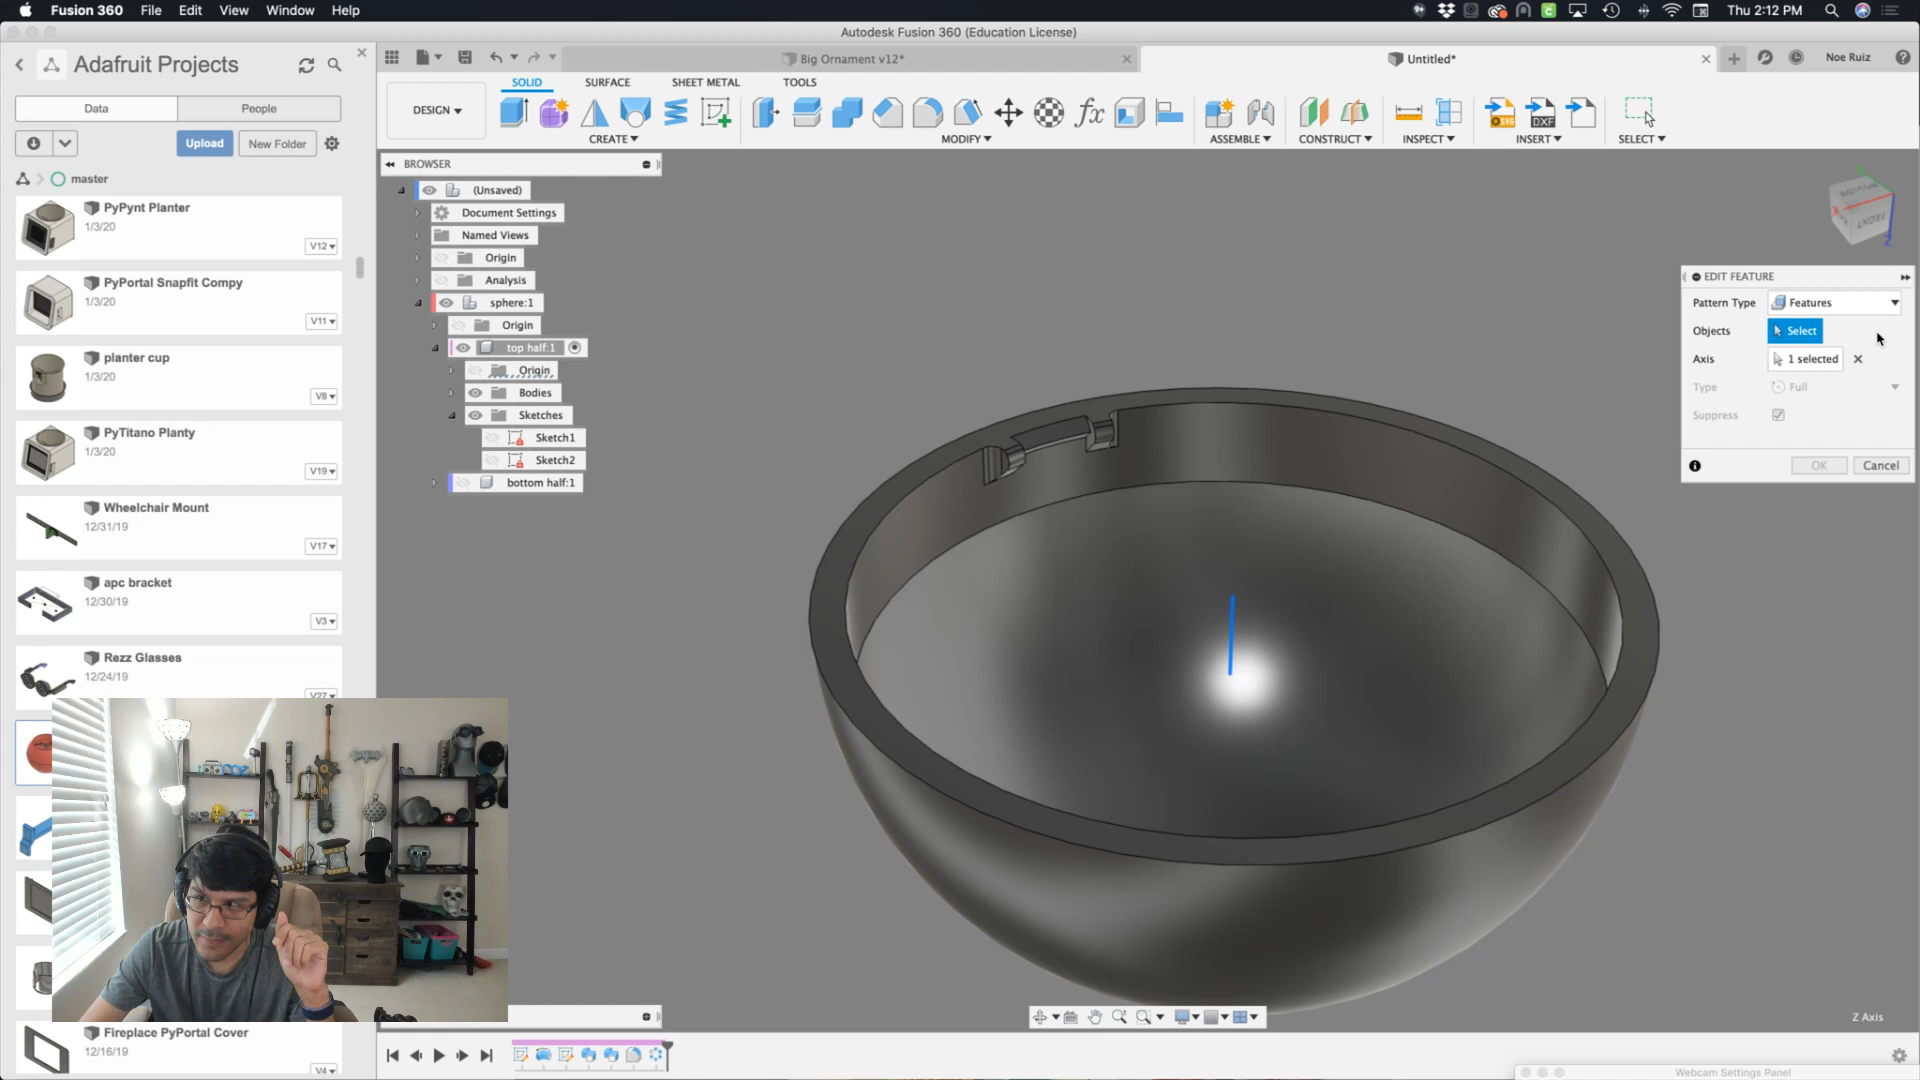 Fusion 360 File Edit View Window Help
Thu 2:12 PM
Autodesk Fusion 360 (Education License)
Adafruit Projects
Data People
Upload New Folder
master
PyPynt Planter
1/3/20
V12
PyPortal Snapfit Compy
1/3/20
V11
planter cup
1/3/20
V8
PyTitano Planty
1/3/20
V19
Wheelchair Mount
12/31/19
V17
apc bracket
12/30/19
V3
Rezz Glasses
12/24/19
V27
Fireplace PyPortal Cover
12/16/19
V4
Big Ornament v12*
Untitled*
Noe Ruiz
SOLID SURFACE SHEET METAL TOOLS
DESIGN
CREATE MODIFY ASSEMBLE CONSTRUCT INSPECT INSERT SELECT
BROWSER
(Unsaved)
Document Settings
Named Views
Origin
Analysis
sphere:1
Origin
top half:1
Origin
Bodies
Sketches
Sketch1
Sketch2
bottom half:1
BOTTOM
FRONT
X
Z
EDIT FEATURE
Pattern Type Features
Objects Select
Axis 1 selected
Type Full
Suppress
OK Cancel
Z Axis
Webcam Settings Panel